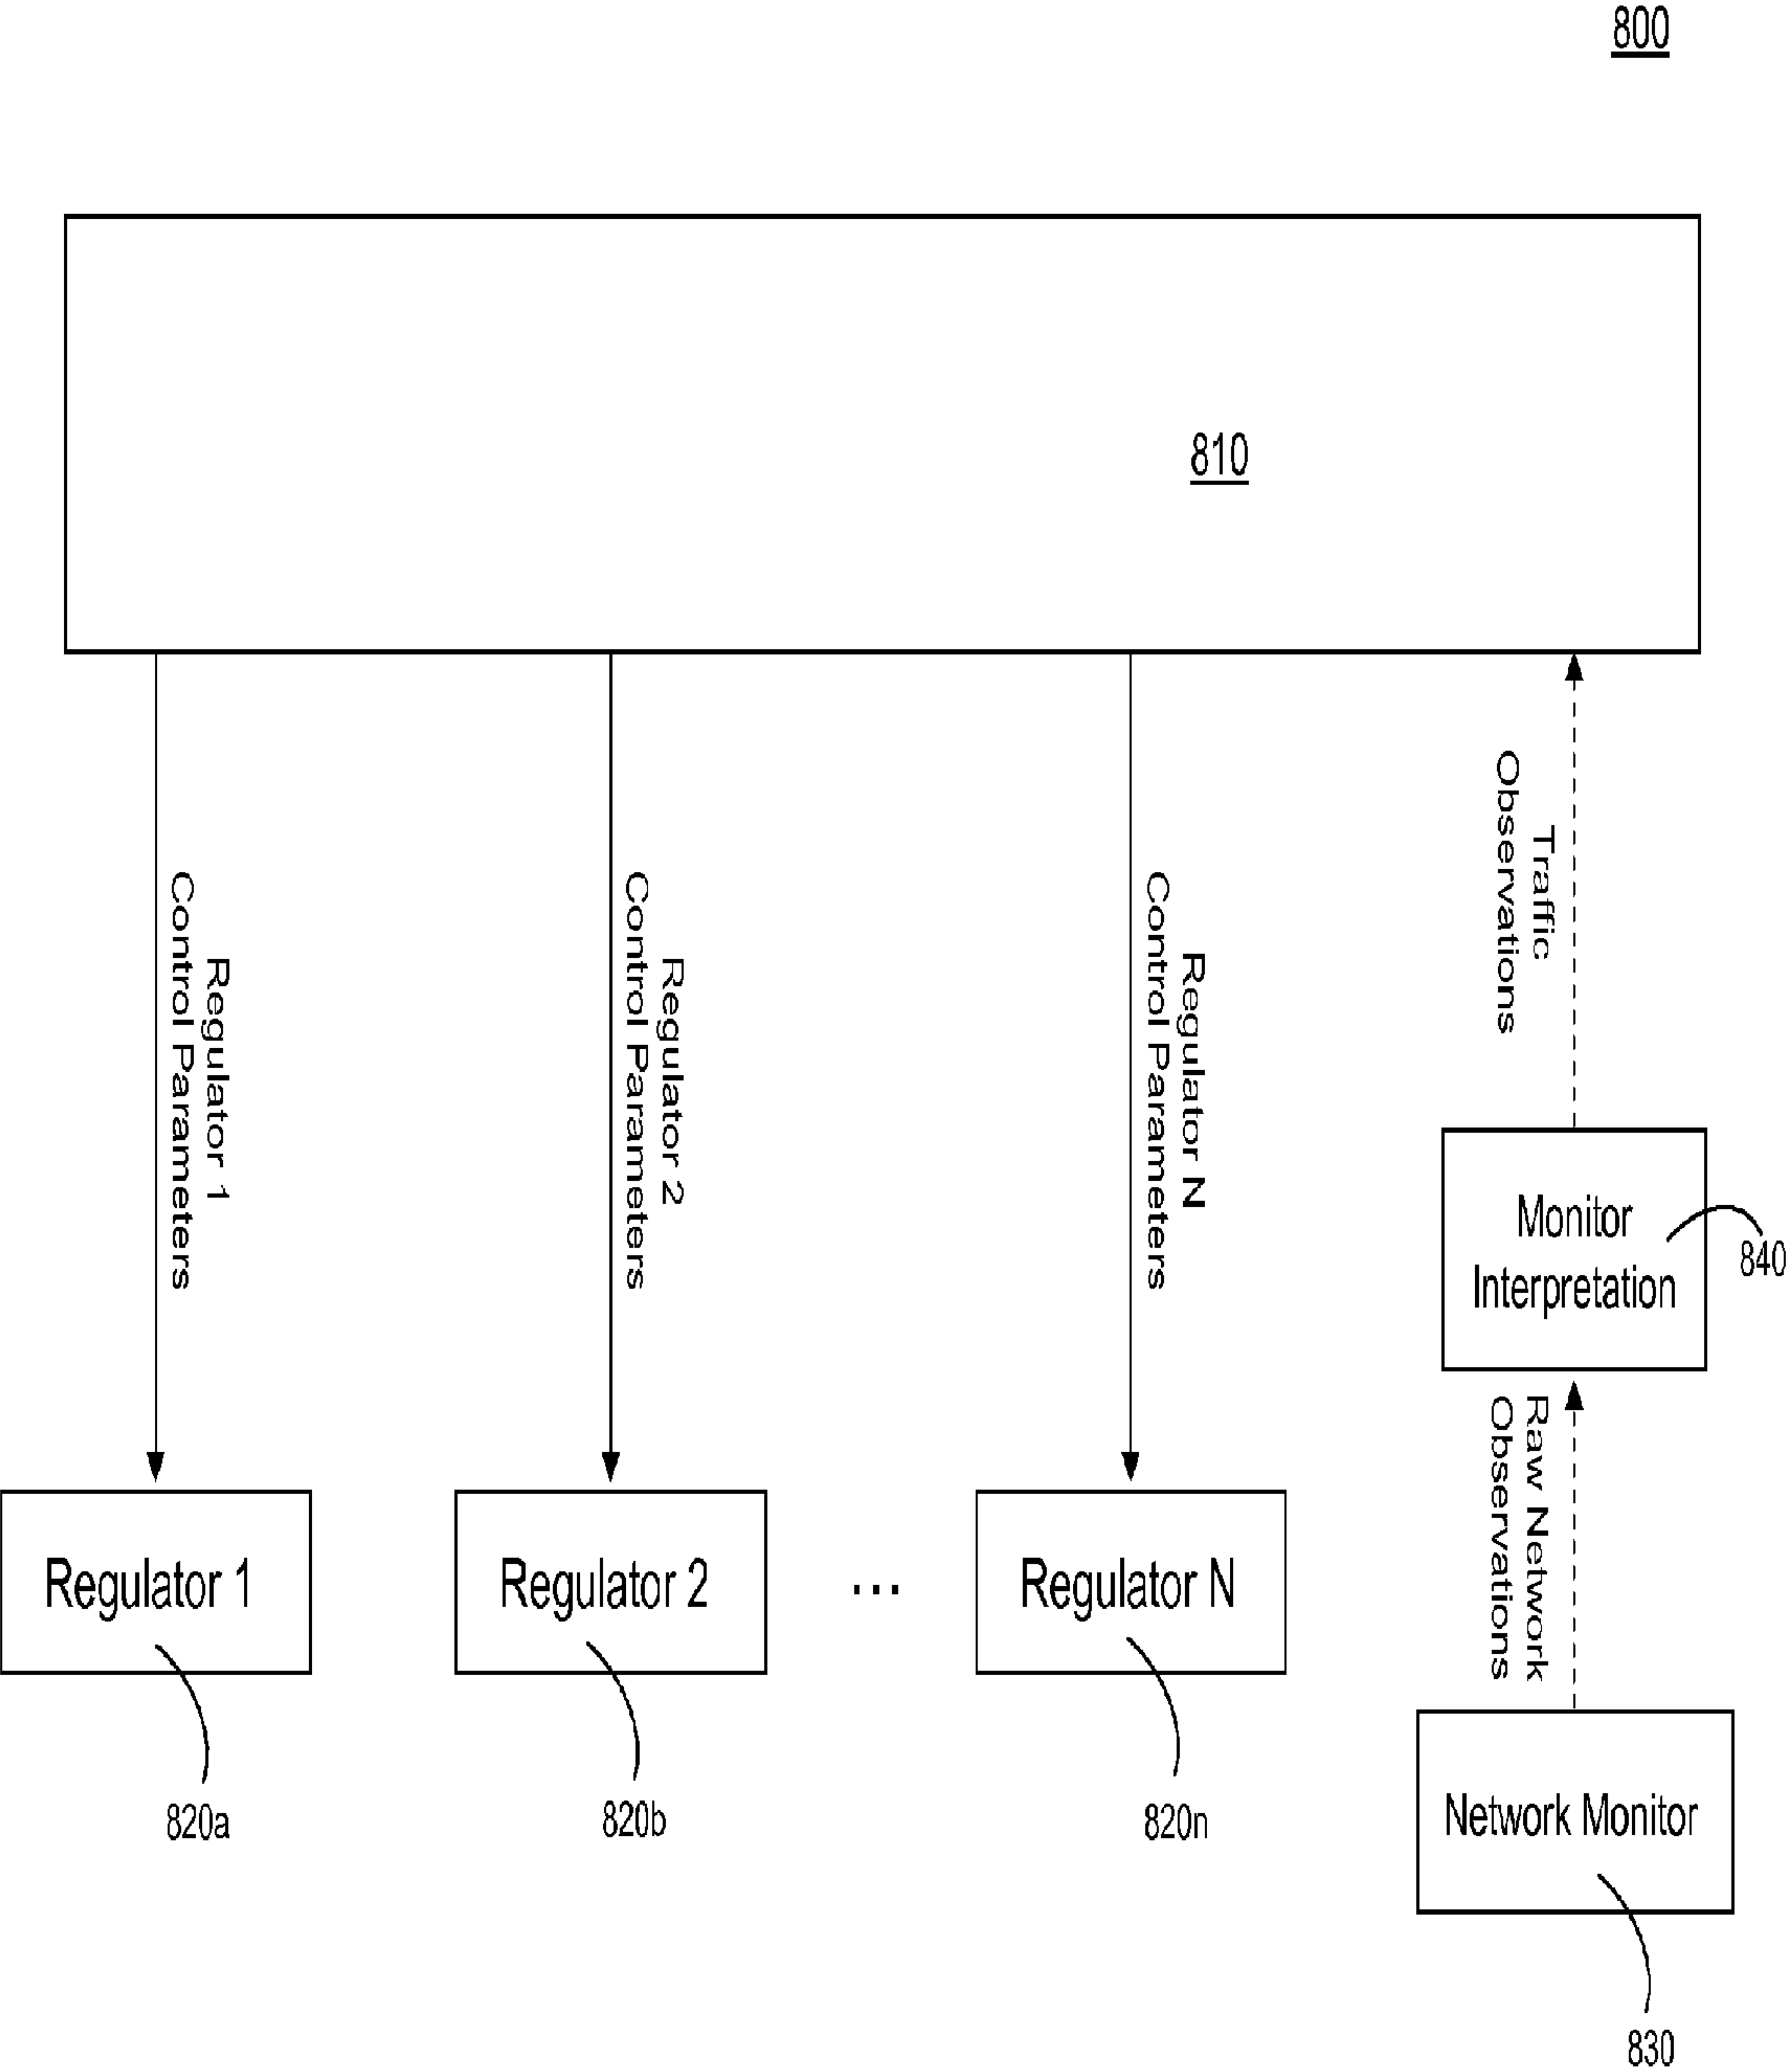 800
810
Regulator 1
Control Parameters
Regulator 2
Control Parameters
Regulator N
Control Parameters
Traffic
Observations
Monitor
Interpretation
840
Raw Network
Observations
Regulator 1
Regulator 2
...
Regulator N
820a
820b
820n
Network Monitor
830